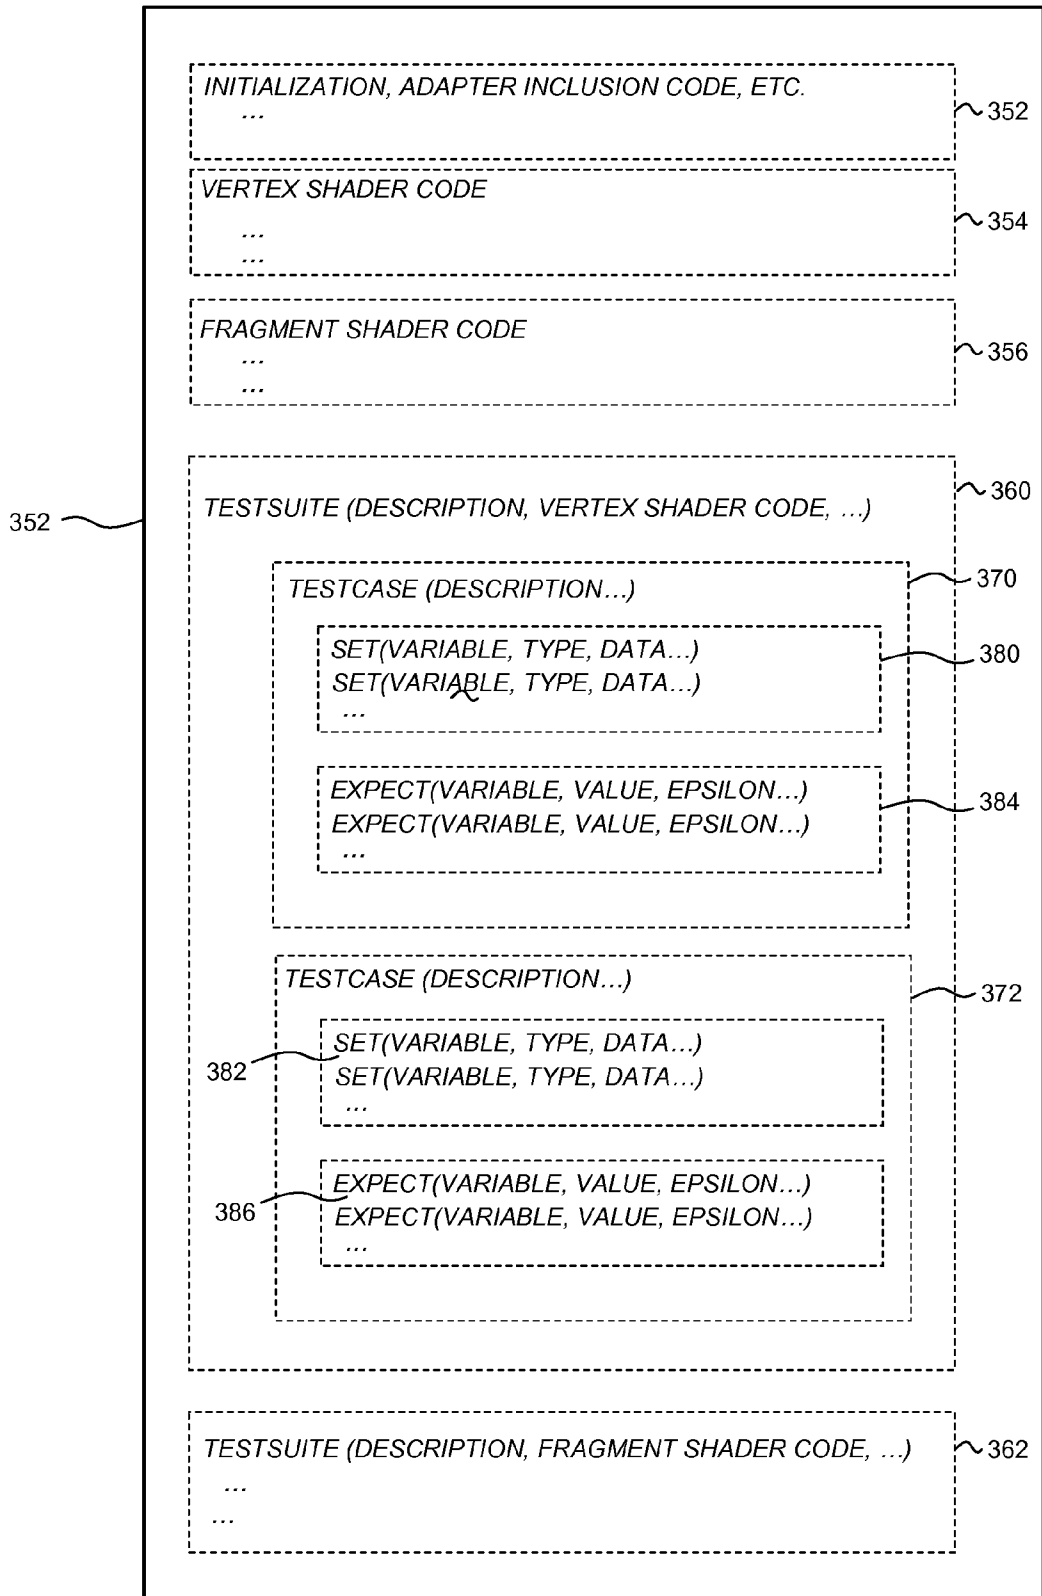 INITIALIZATION, ADAPTER INCLUSION CODE, ETC.
...
352
VERTEX SHADER CODE
...
...
354
FRAGMENT SHADER CODE
...
...
356
360
352
TESTSUITE (DESCRIPTION, VERTEX SHADER CODE, ...)
370
TESTCASE (DESCRIPTION...)
SET(VARIABLE, TYPE, DATA...)
380
SET(VARIABLE, TYPE, DATA...)
...
EXPECT(VARIABLE, VALUE, EPSILON...)
384
EXPECT(VARIABLE, VALUE, EPSILON...)
...
TESTCASE (DESCRIPTION...)
372
SET(VARIABLE, TYPE, DATA...)
382
SET(VARIABLE, TYPE, DATA...)
...
EXPECT(VARIABLE, VALUE, EPSILON...)
386
EXPECT(VARIABLE, VALUE, EPSILON...)
...
TESTSUITE (DESCRIPTION, FRAGMENT SHADER CODE, ...)
362
...
...